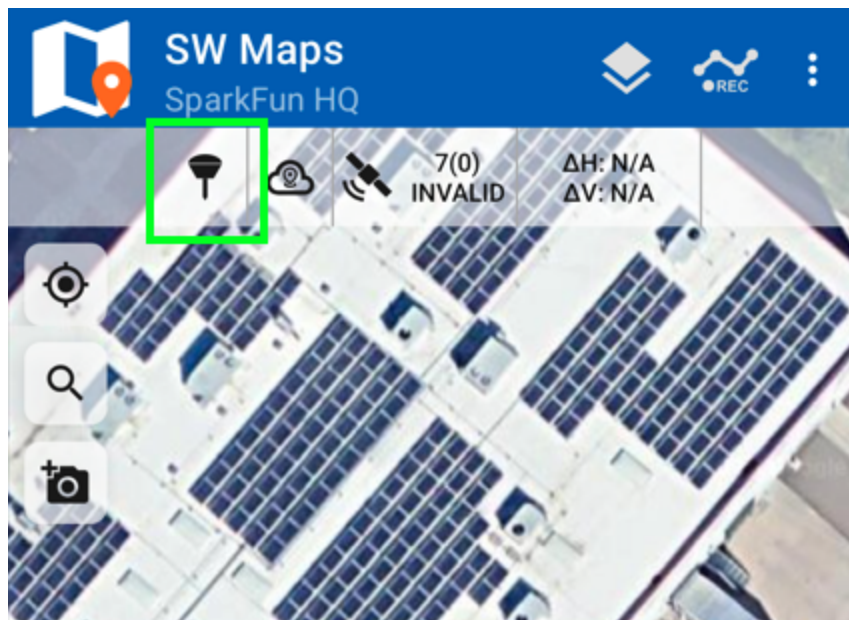 SW Maps
SparkFun HQ
REC
7(0)
INVALID
ΔH: N/A
ΔV: N/A